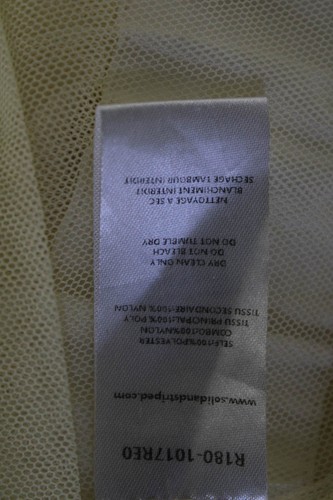 R180-1017RE0
www.solidandstriped.com
SELF:100%POLYESTER
COMBO:100%NYLON
TISSU PRINCIPAL:100% POLY
TISSU SECONDAIRE:100% NYLON
DRY CLEAN ONLY
DO NOT BLEACH
DO NOT TUMBLE DRY
NETTOYAGE A SEC
BLANCHIMENT INTERDIT
SECHAGE TAMBOUR INTERDIT